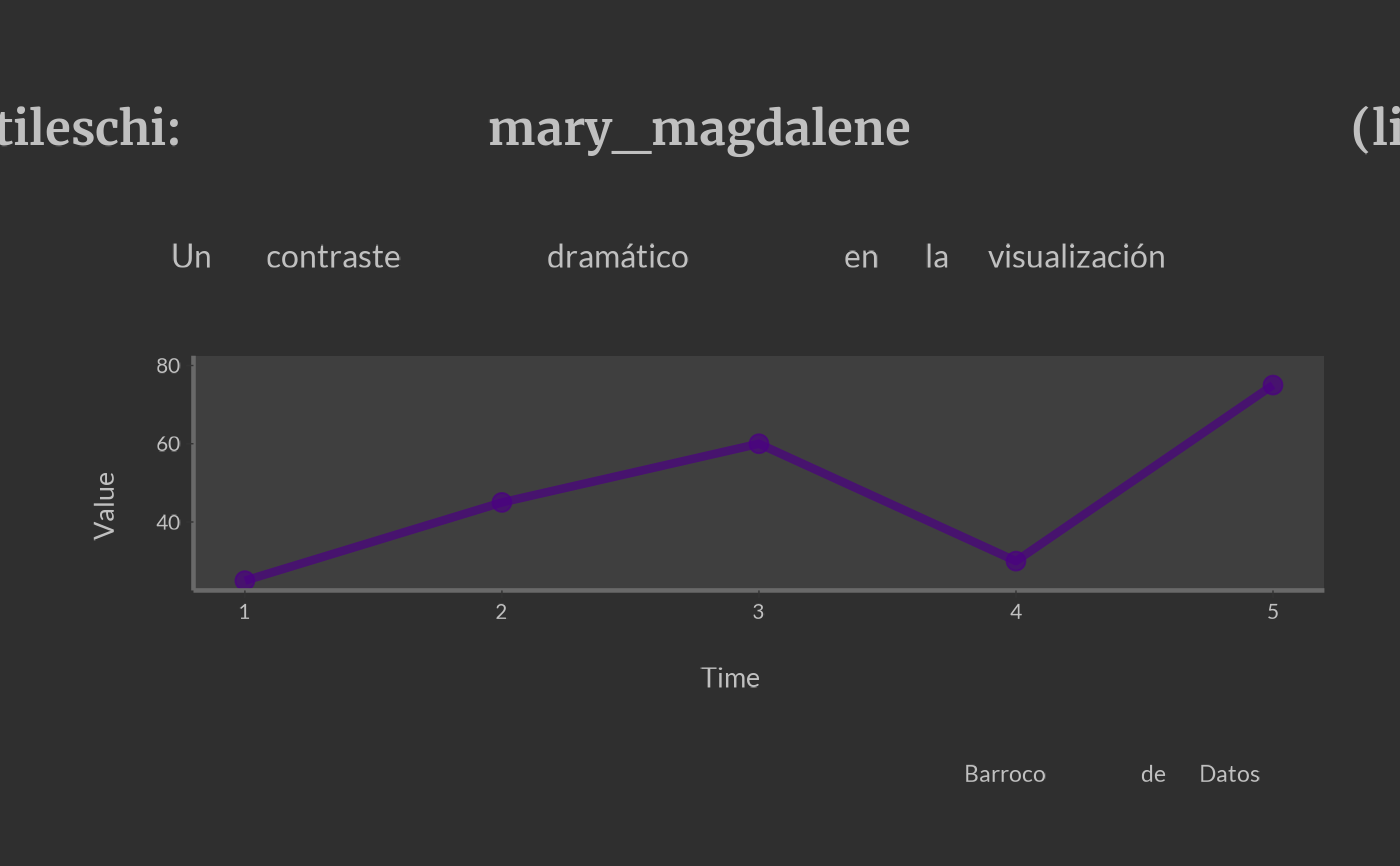 tileschi: mary_magdalene (li
Un contraste dramático en la visualización
80
60
40
Value
1 2 3 4 5
Time
Barroco de Datos